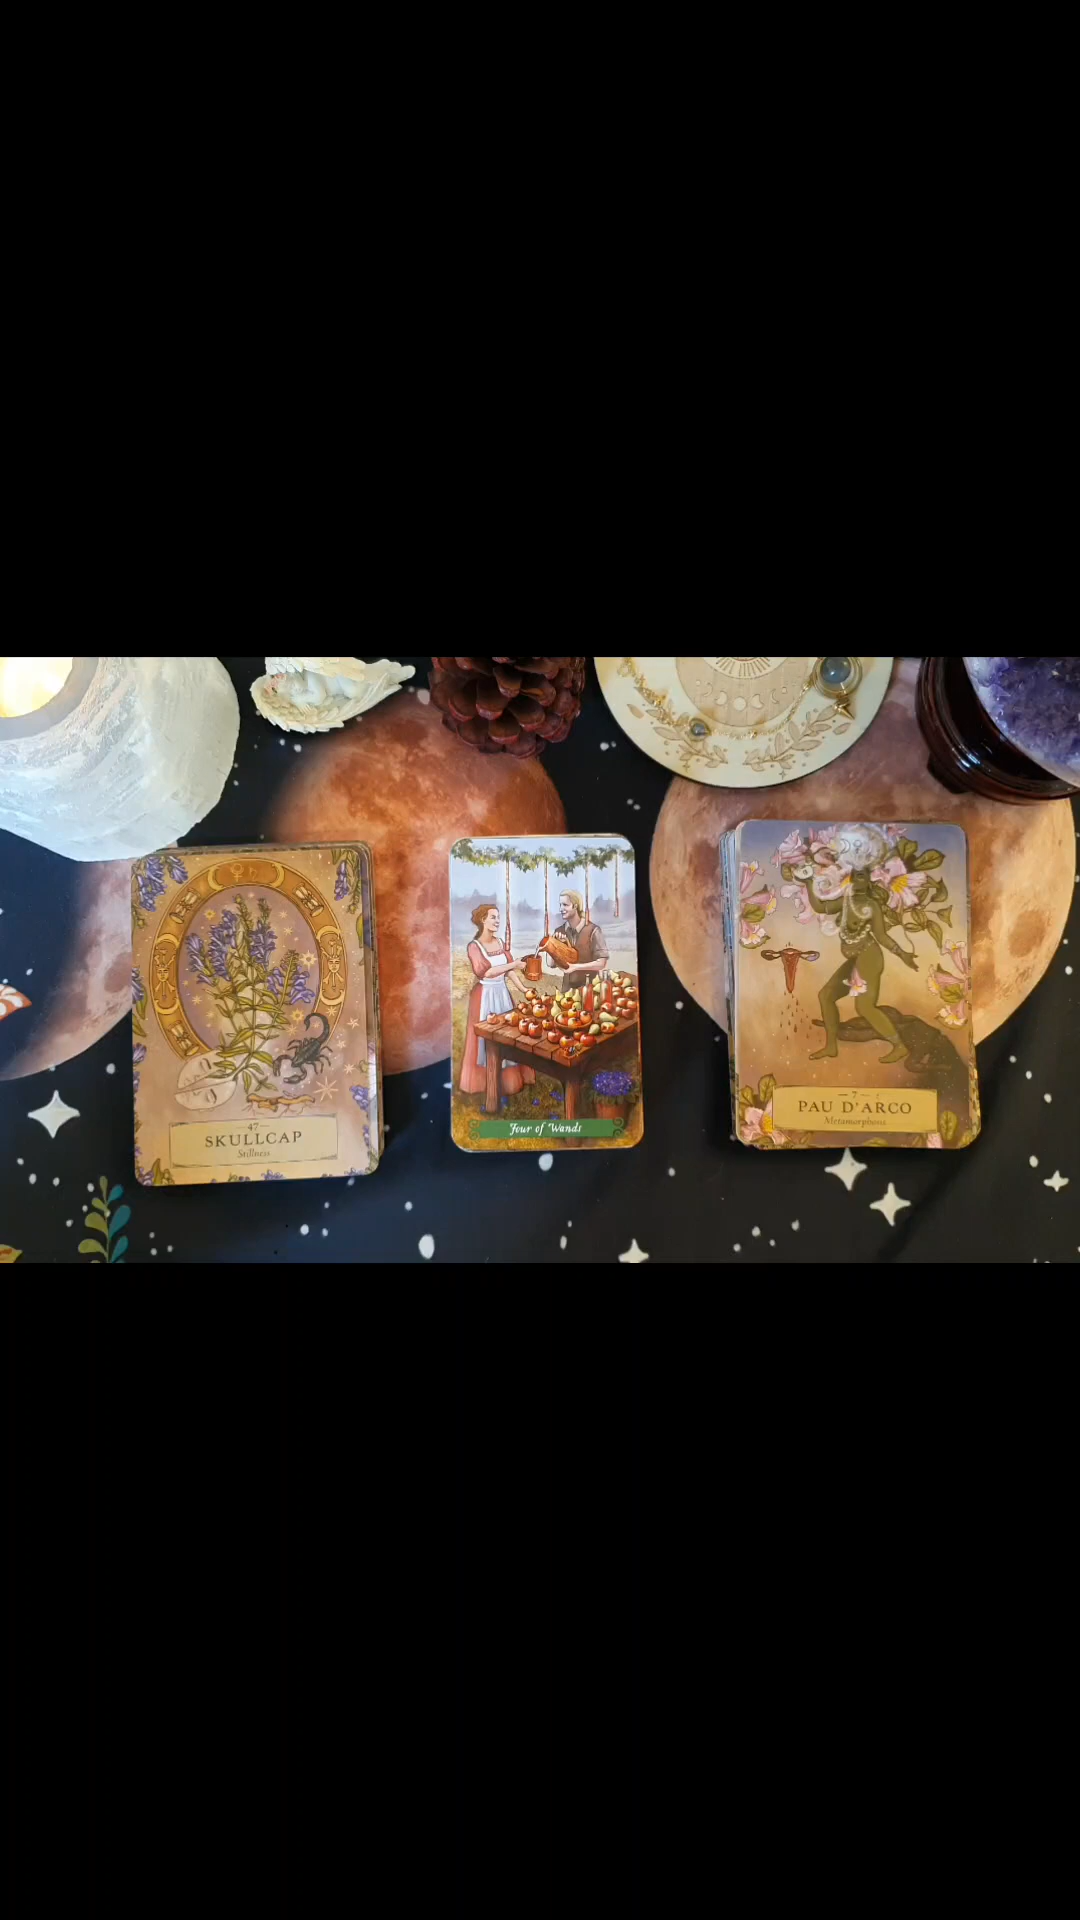 47
SKULLCAP
Stillness
Four of Wands
7
PAU D'ARCO
Metamorphosis